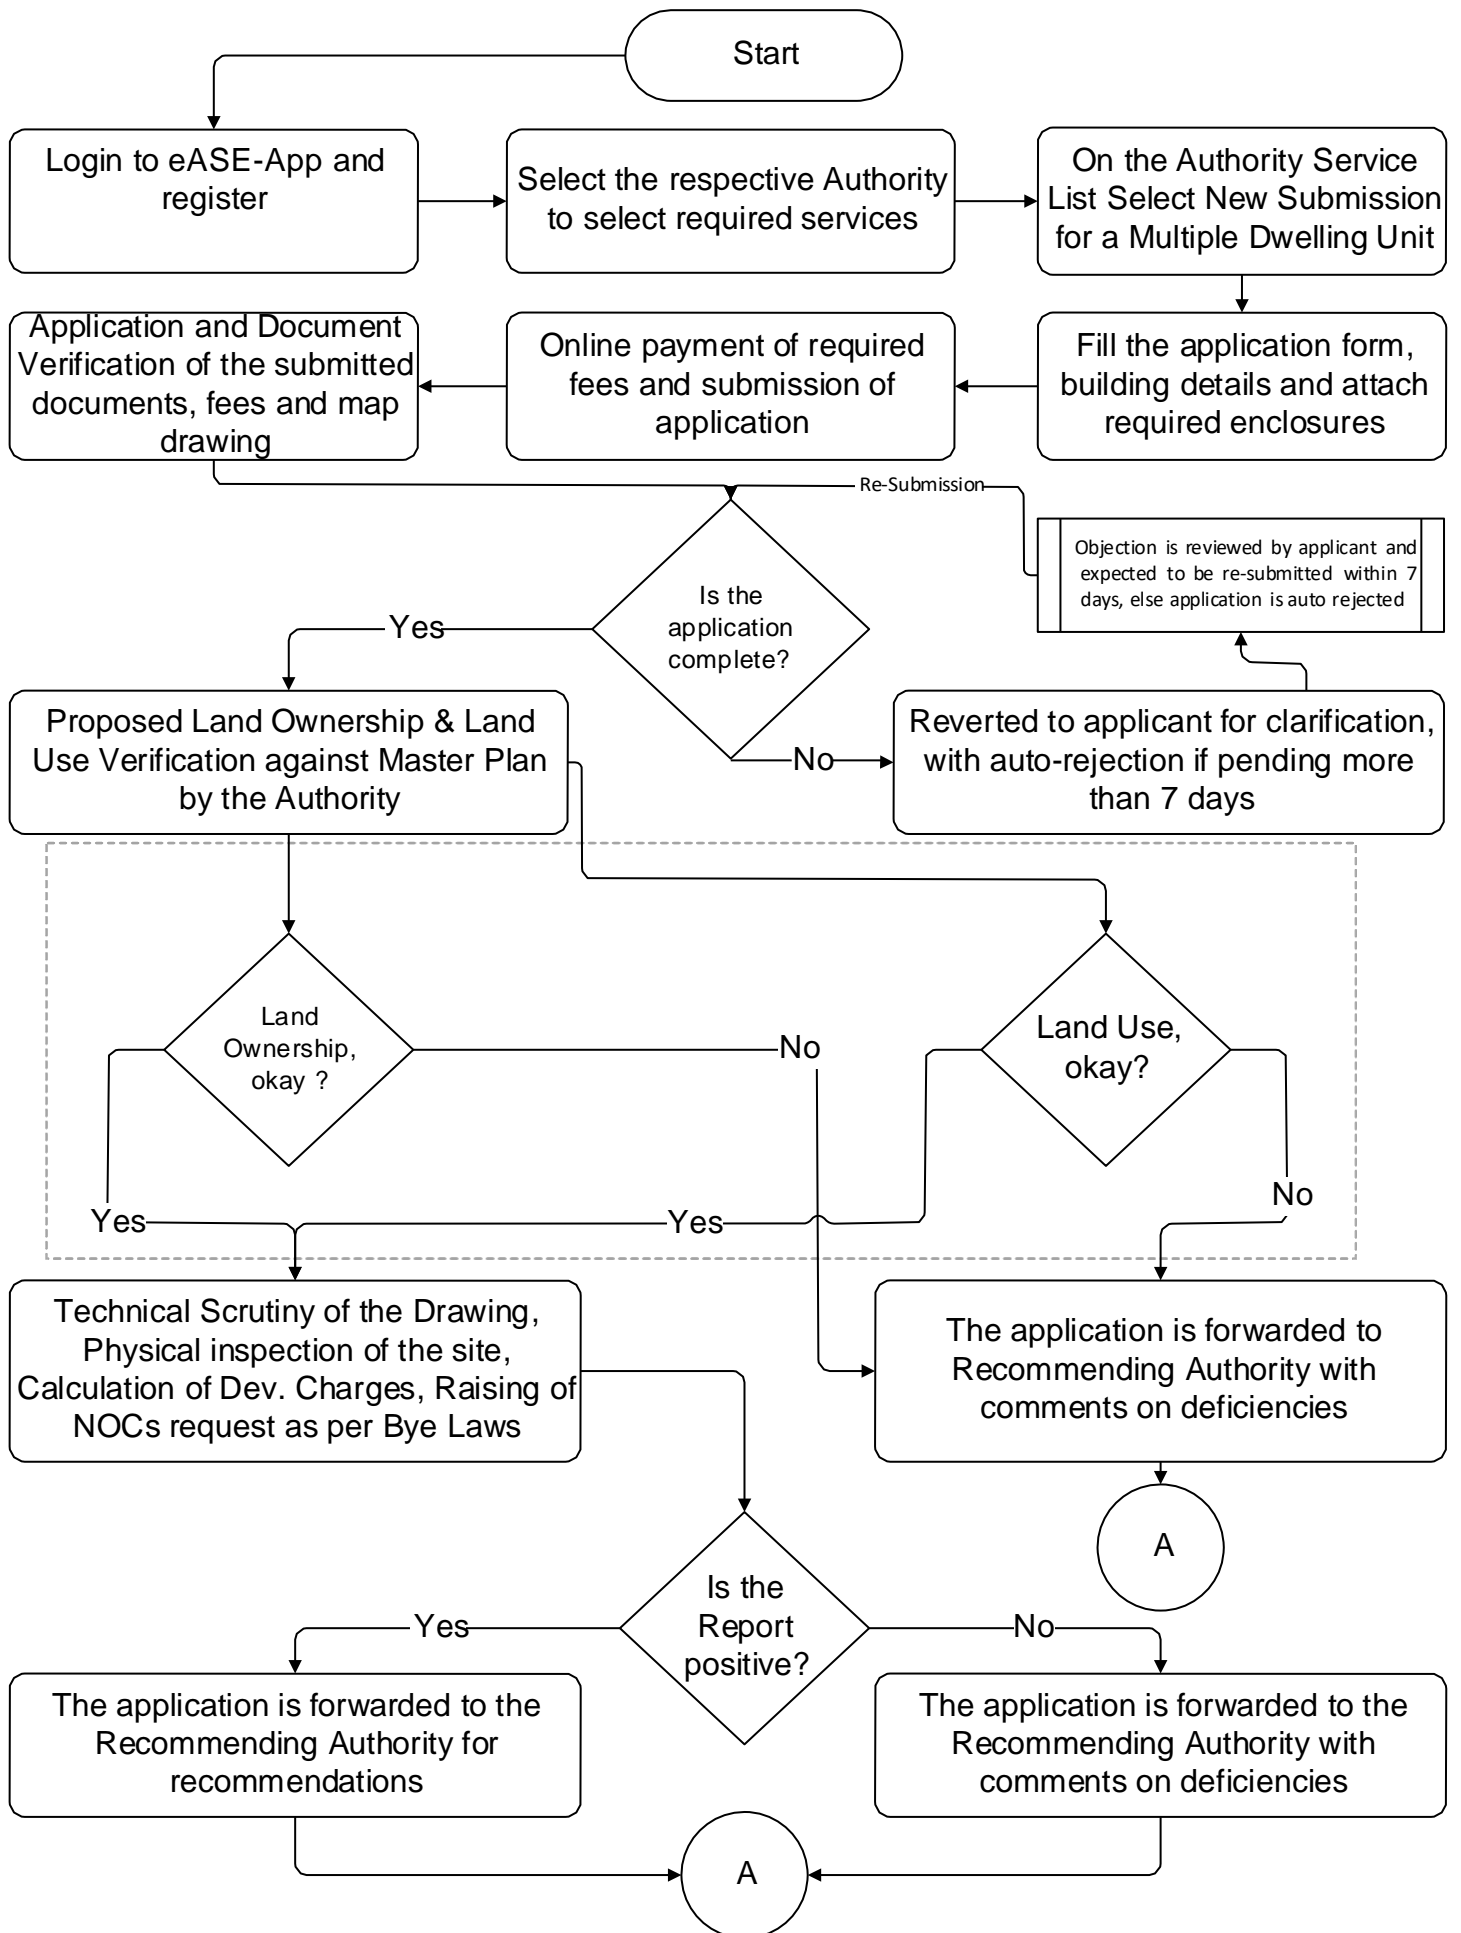 Start
Login to eASE-App and
register
Select the respective Authority
to select required services
On the Authority Service
List Select New Submission
for a Multiple Dwelling Unit
Application and Document
Verification of the submitted
documents, fees and map
drawing
Online payment of required
fees and submission of
application
Fill the application form,
building details and attach
required enclosures
Re-Submission
Objection is reviewed by applicant and
expected to be re-submitted within 7
days, else application is auto rejected
Is the
application
complete?
Yes
No
Proposed Land Ownership & Land
Use Verification against Master Plan
by the Authority
Reverted to applicant for clarification,
with auto-rejection if pending more
than 7 days
Land
Ownership,
okay ?
No
Land Use,
okay?
Yes
Yes
No
Technical Scrutiny of the Drawing,
Physical inspection of the site,
Calculation of Dev. Charges, Raising of
NOCs request as per Bye Laws
The application is forwarded to
Recommending Authority with
comments on deficiencies
A
Is the
Report
positive?
Yes
No
The application is forwarded to the
Recommending Authority for
recommendations
The application is forwarded to the
Recommending Authority with
comments on deficiencies
A